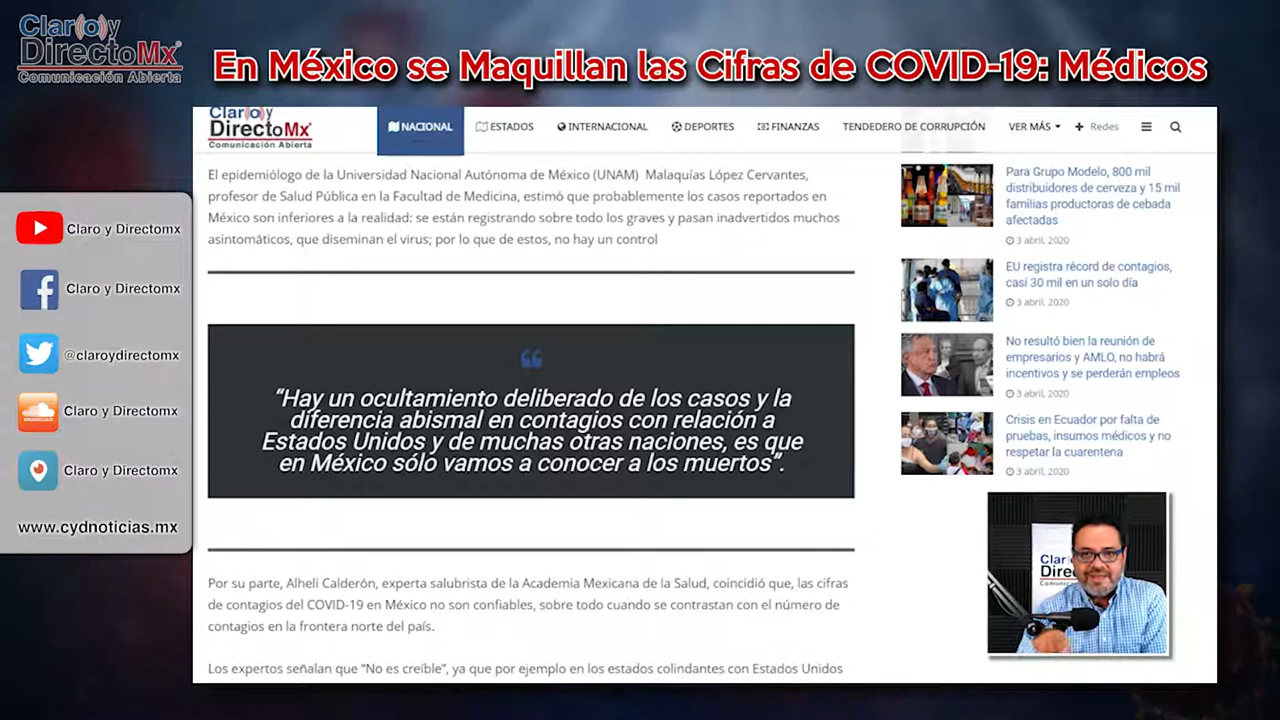 Claro y
DirectoMx
Comunicación Abierta
En México se Maquillan las Cifras de COVID-19: Médicos
Claro y
DirectoMx
Comunicación Abierta
NACIONAL
ESTADOS
INTERNACIONAL
DEPORTES
FINANZAS
TENDEDERO DE CORRUPCIÓN
VER MÁS
Redes
El epidemiólogo de la Universidad Nacional Autónoma de México (UNAM) Malaquías López Cervantes,
profesor de Salud Pública en la Facultad de Medicina, estimó que probablemente los casos reportados en
México son inferiores a la realidad: se están registrando sobre todo los graves y pasan inadvertidos muchos
asintomáticos, que diseminan el virus; por lo que de estos, no hay un control
“Hay un ocultamiento deliberado de los casos y la
diferencia abismal en contagios con relación a
Estados Unidos y de muchas otras naciones, es que
en México sólo vamos a conocer a los muertos”.
Por su parte, Alheli Calderón, experta salubrista de la Academia Mexicana de la Salud, coincidió que, las cifras
de contagios del COVID-19 en México no son confiables, sobre todo cuando se contrastan con el número de
contagios en la frontera norte del país.
Los expertos señalan que “No es creíble”, ya que por ejemplo en los estados colindantes con Estados Unidos
Para Grupo Modelo, 800 mil
distribuidores de cerveza y 15 mil
familias productoras de cebada
afectadas
3 abril, 2020
EU registra récord de contagios,
casi 30 mil en un solo día
3 abril, 2020
No resultó bien la reunión de
empresarios y AMLO, no habrá
incentivos y se perderán empleos
3 abril, 2020
Crisis en Ecuador por falta de
pruebas, insumos médicos y no
respetar la cuarentena
3 abril, 2020
Claro y Directomx
Claro y Directomx
@claroydirectomx
Claro y Directomx
Claro y Directomx
www.cydnoticias.mx